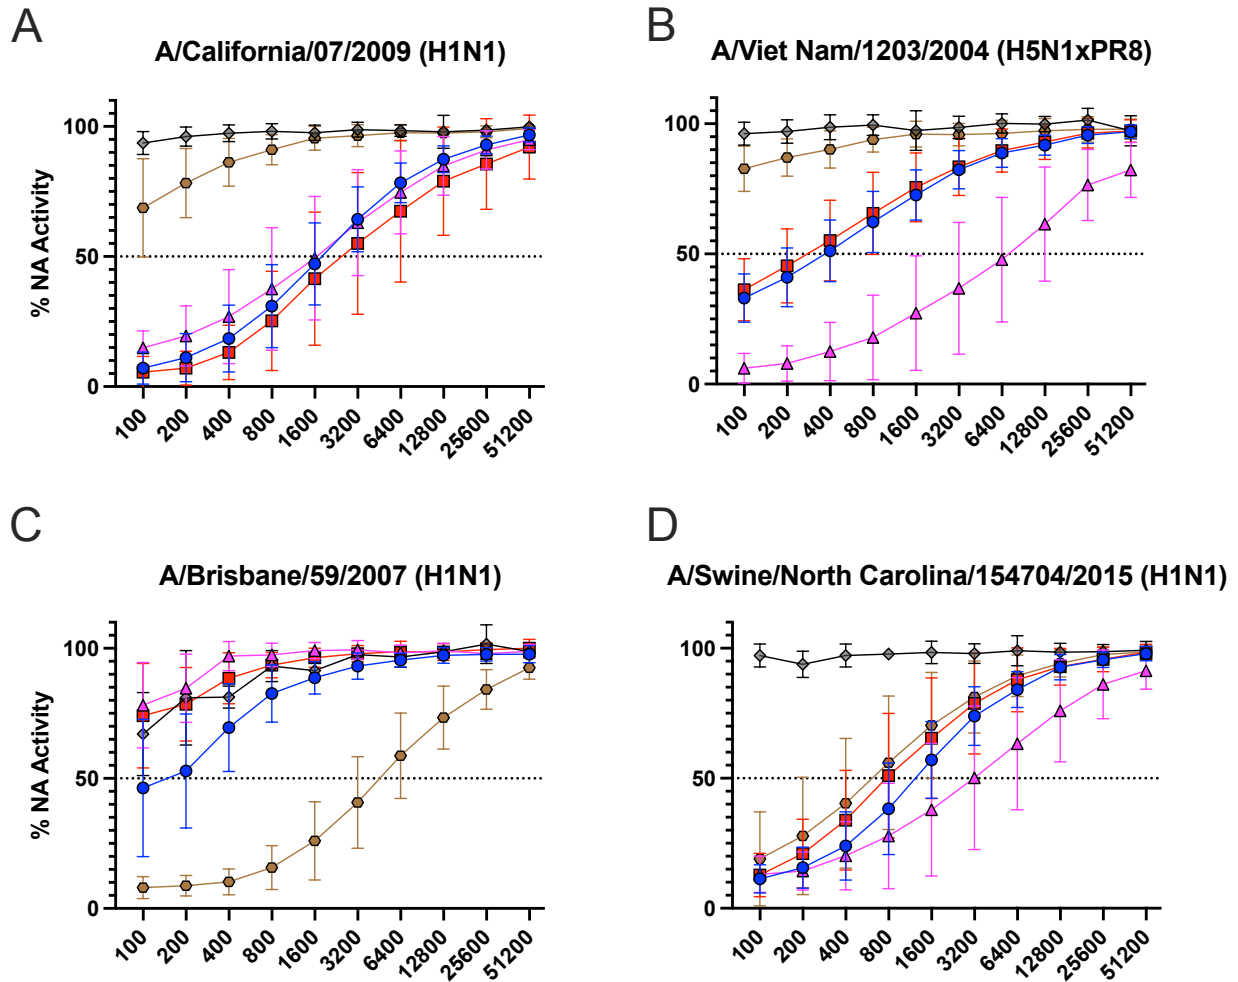 A
A/California/07/2009 (H1N1)
% NA Activity
100
50
0
100 200 400 800 1600 3200 6400 12800 25600 51200
B
A/Viet Nam/1203/2004 (H5N1xPR8)
100
50
0
100 200 400 800 1600 3200 6400 12800 25600 51200
C
A/Brisbane/59/2007 (H1N1)
% NA Activity
100
50
0
100 200 400 800 1600 3200 6400 12800 25600 51200
D
A/Swine/North Carolina/154704/2015 (H1N1)
100
50
0
100 200 400 800 1600 3200 6400 12800 25600 51200